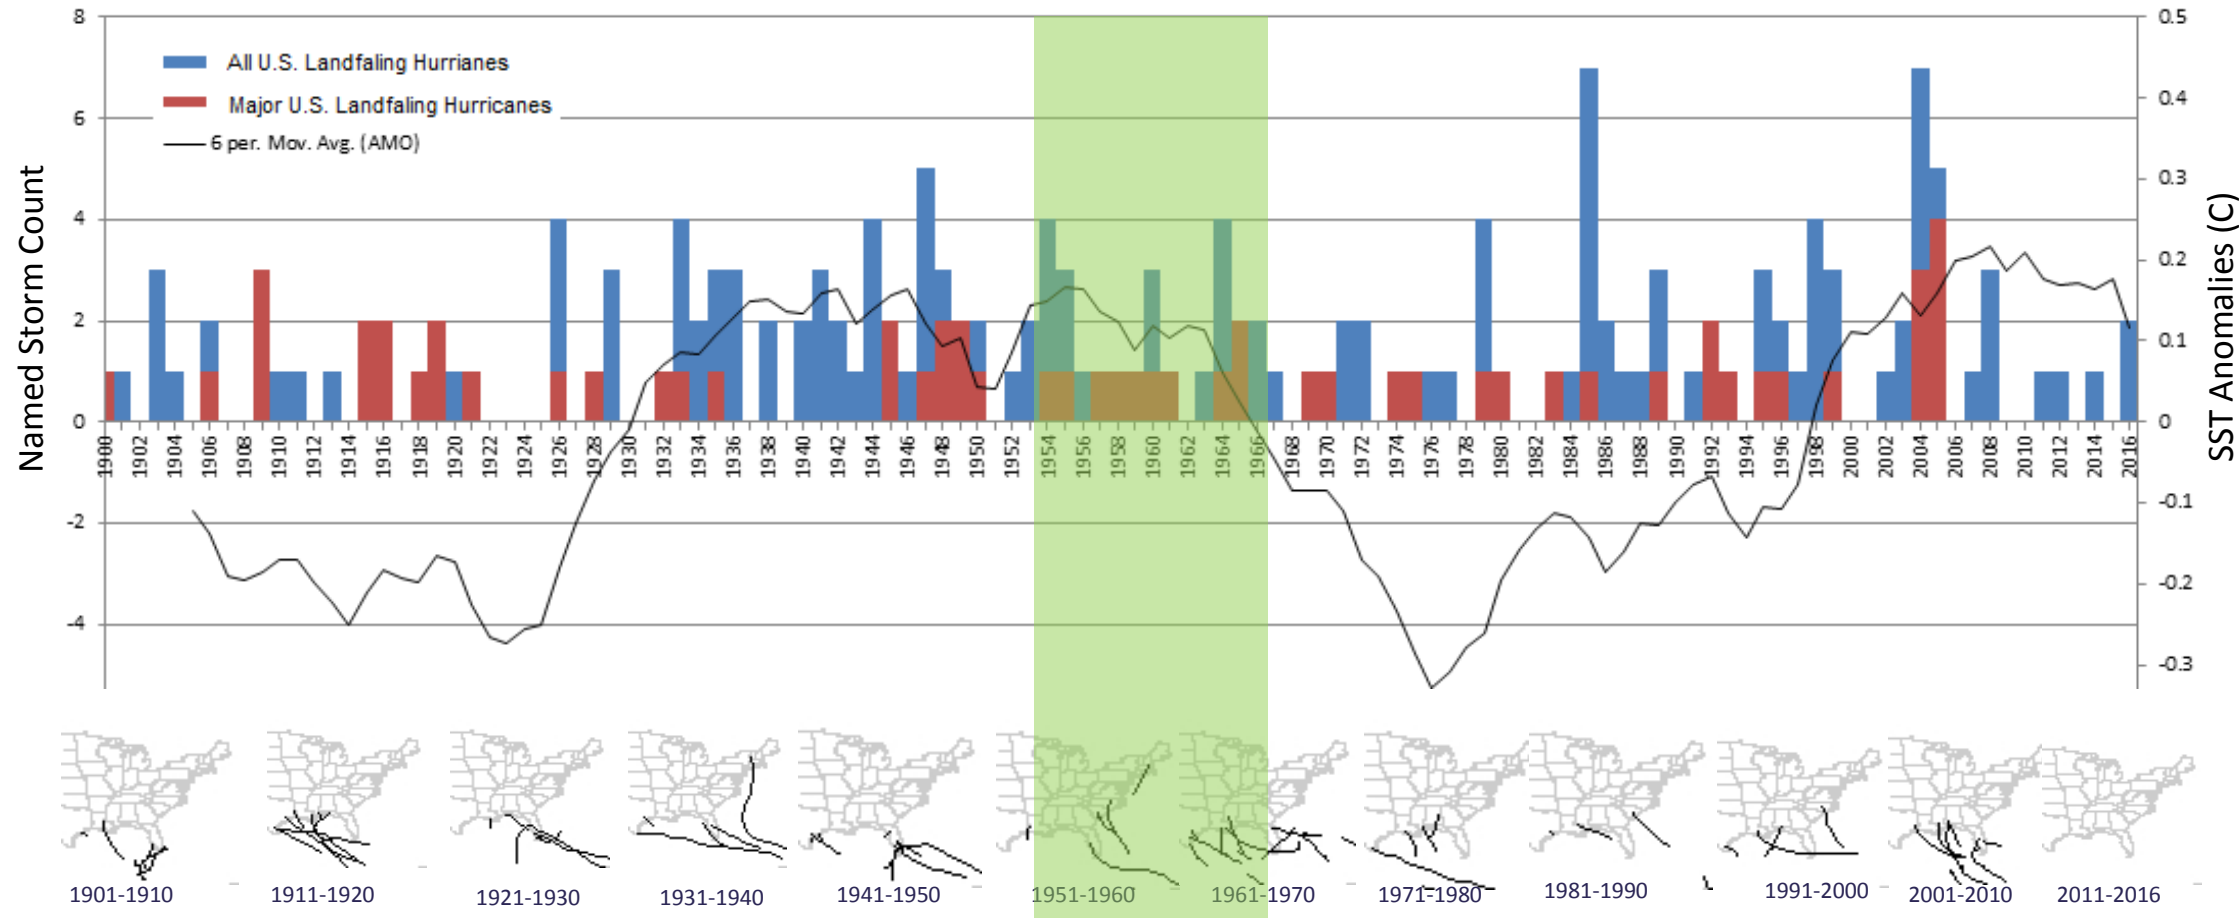 8
6
4
2
0
-2
-4
Named Storm Count
All U.S. Landfaling Hurrianes
Major U.S. Landfaling Hurricanes
6 per. Mov. Avg. (AMO)
0.5
0.4
0.3
0.2
0.1
0
-0.1
-0.2
-0.3
SST Anomalies (C)
1900 1902 1904 1906 1908 1910 1912 1914 1916 1918 1920 1922 1924 1926 1928 1930 1932 1934 1936 1938 1940 1942 1944 1946 1948 1950 1952 1954 1956 1958 1960 1962 1964 1966 1968 1970 1972 1974 1976 1978 1980 1982 1984 1986 1988 1990 1992 1994 1996 1998 2000 2002 2004 2006 2008 2010 2012 2014 2016
1901-1910 1911-1920 1921-1930 1931-1940 1941-1950 1951-1960 1961-1970 1971-1980 1981-1990 1991-2000 2001-2010 2011-2016